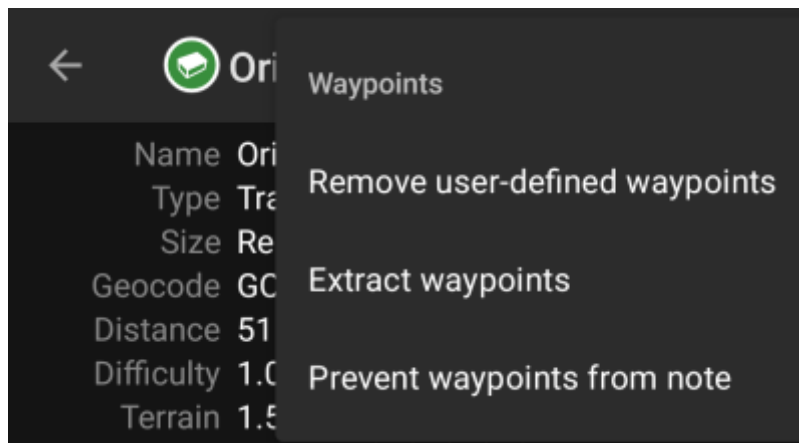 Ori
Waypoints
Name Ori
Remove user-defined waypoints
Type Tra
Size Re
Geocode GC
Extract waypoints
Distance 51
Difficulty 1.0
Prevent waypoints from note
Terrain 1.5